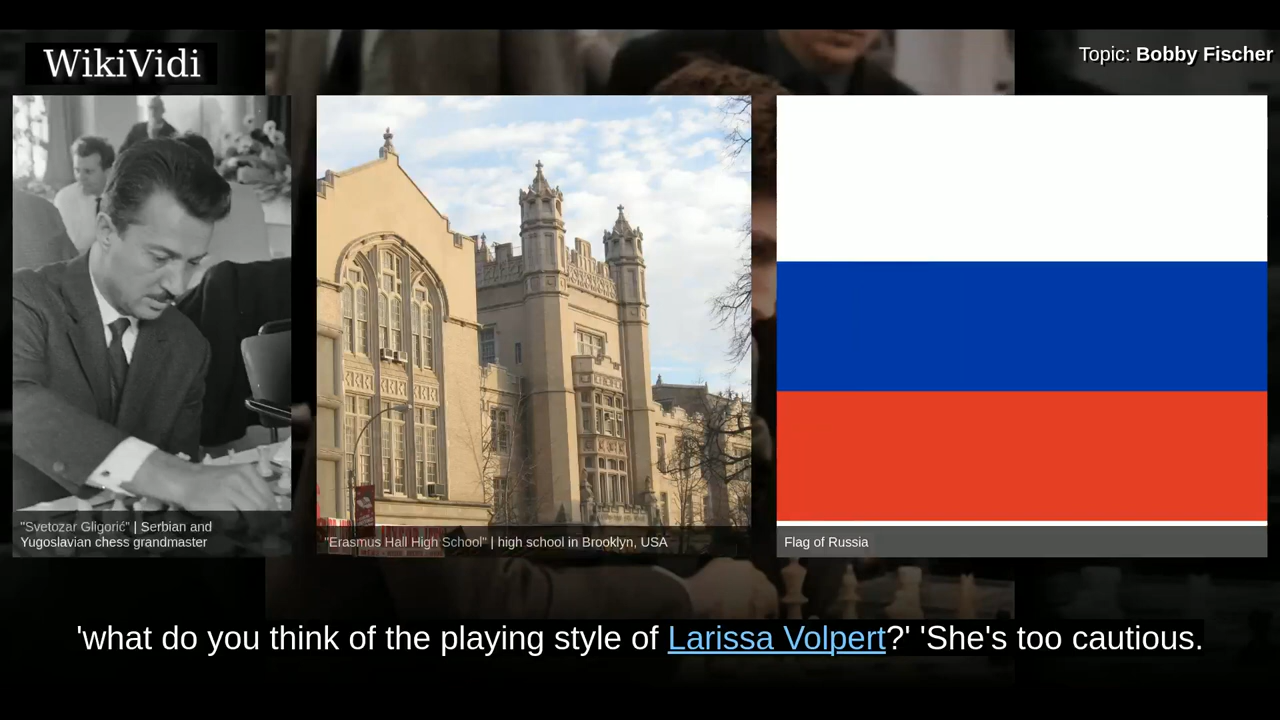 WikiVidi
Topic: Bobby Fischer
"Svetozar Gligorić" | Serbian and
Yugoslavian chess grandmaster
"Erasmus Hall High School" | high school in Brooklyn, USA
Flag of Russia
'what do you think of the playing style of Larissa Volpert?' 'She's too cautious.